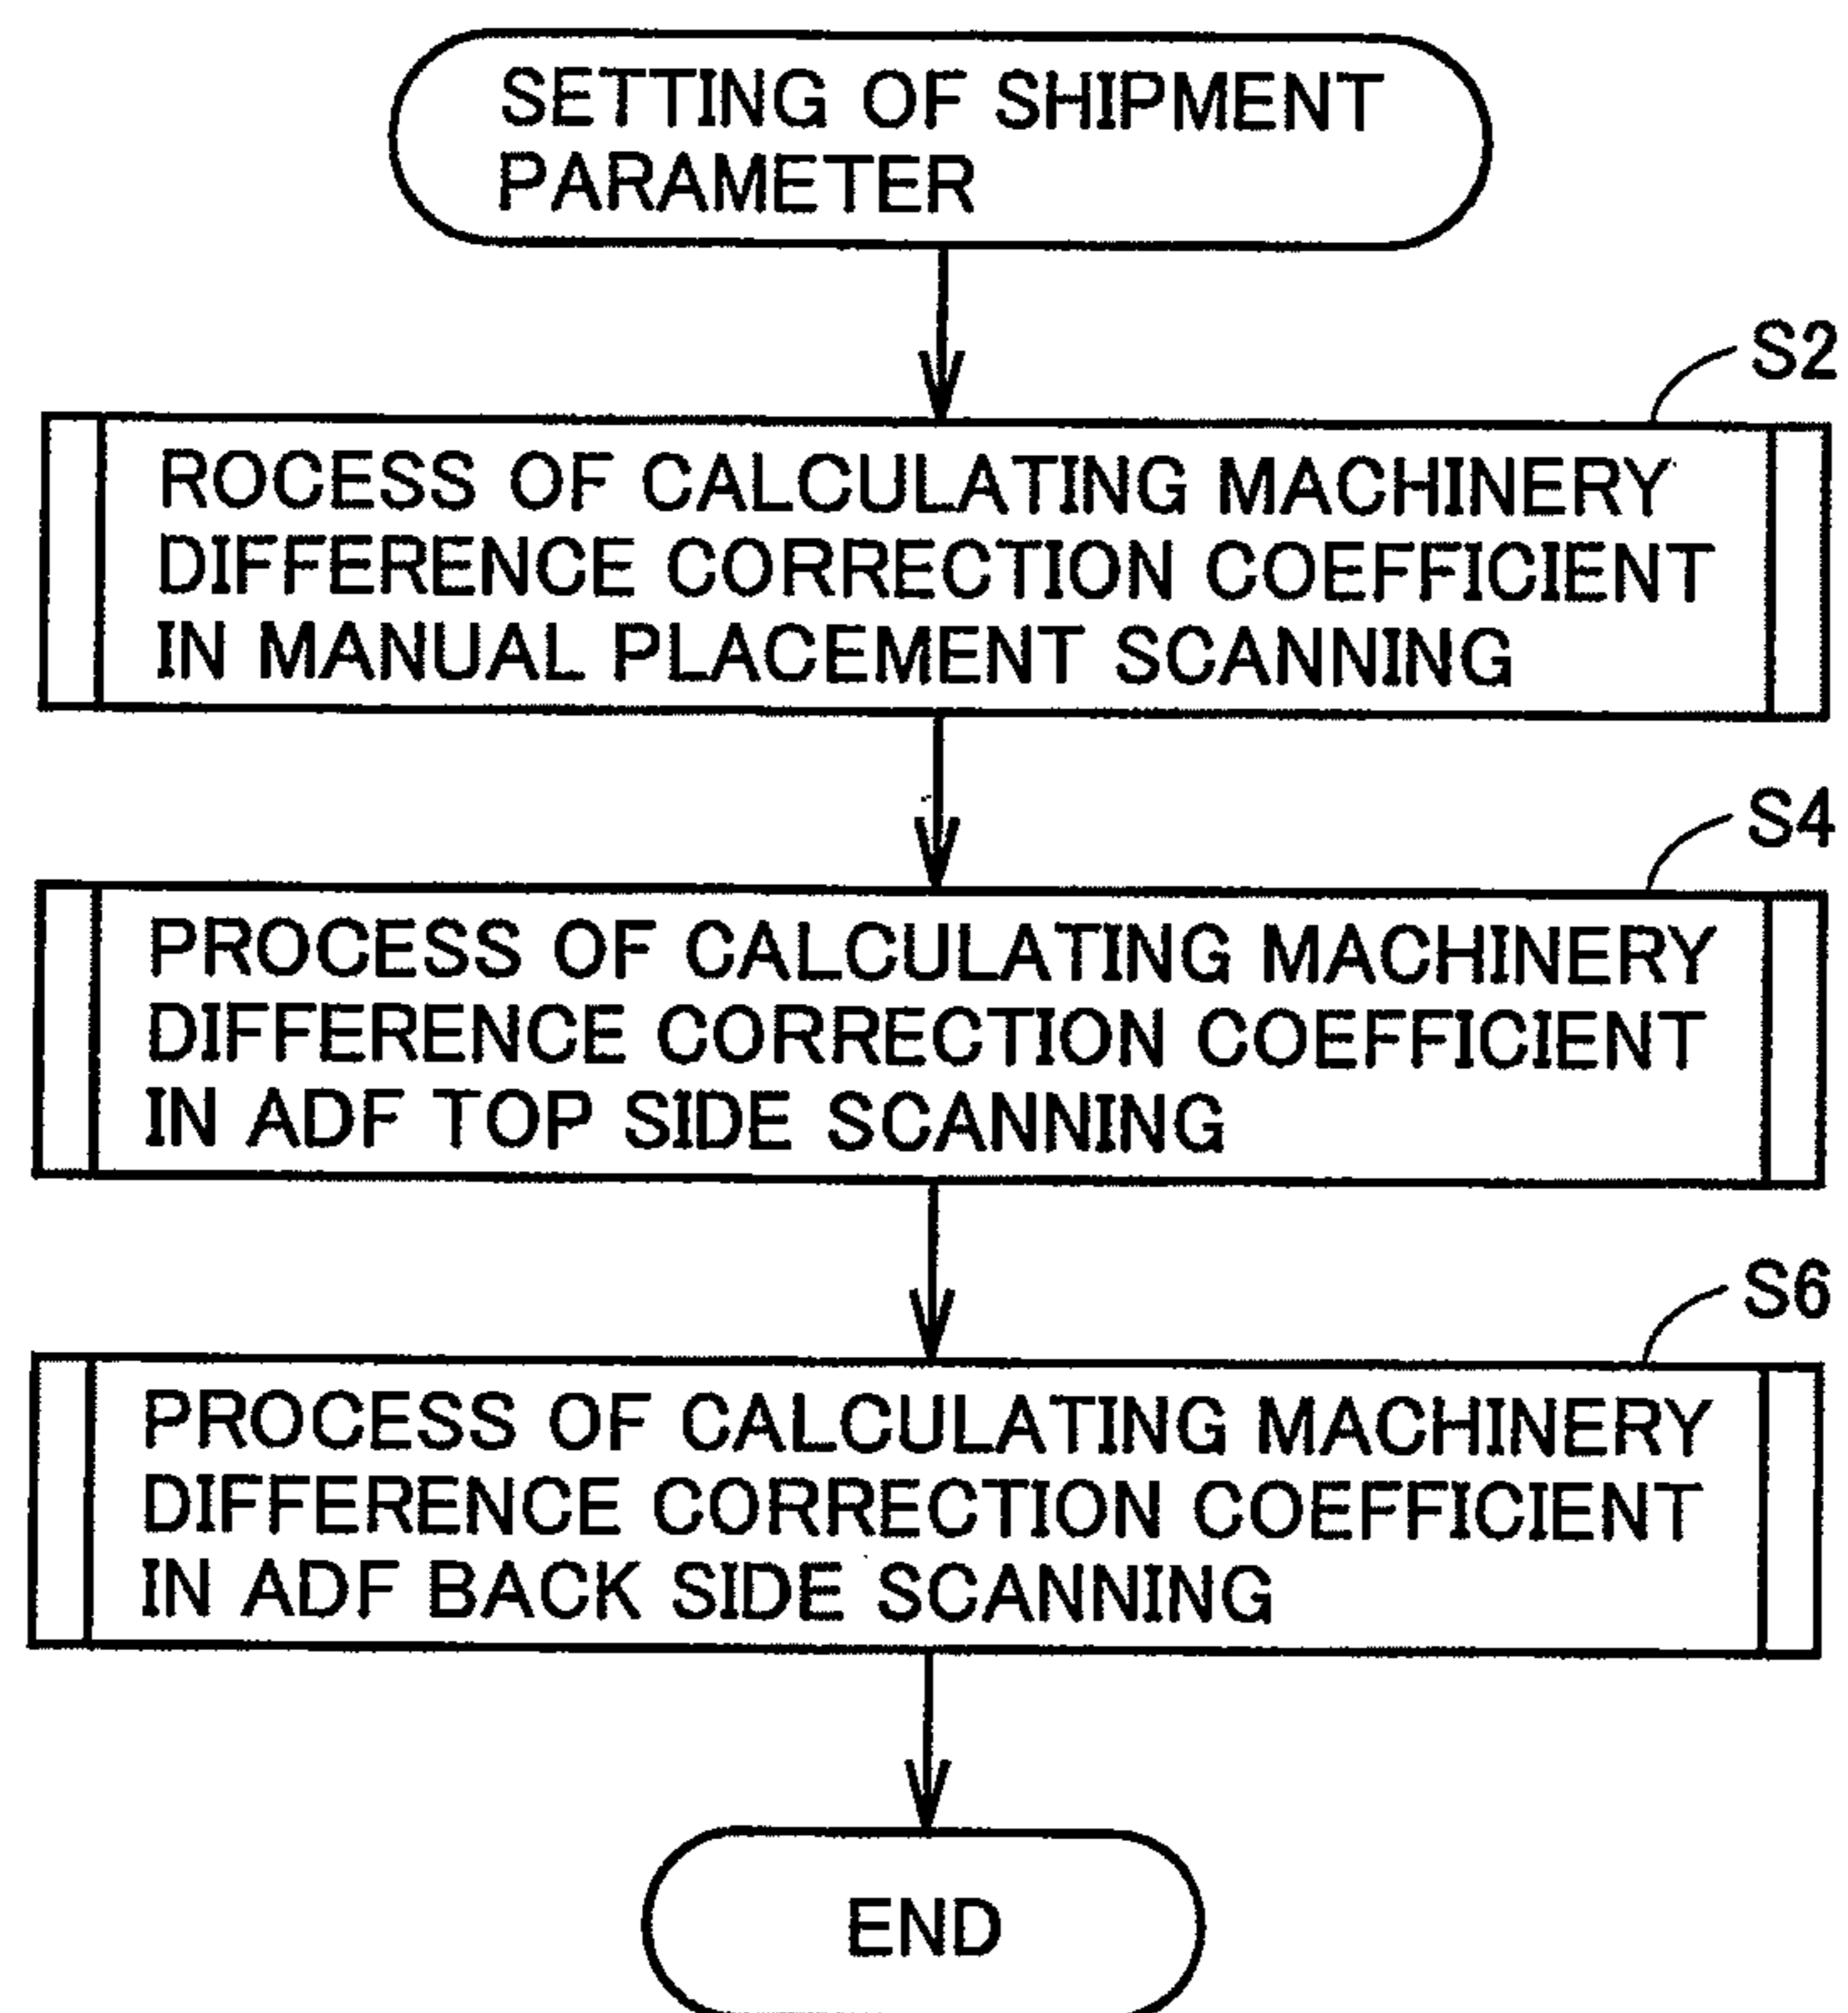 SETTING OF SHIPMENT
PARAMETER
S2
ROCESS OF CALCULATING MACHINERY
DIFFERENCE CORRECTION COEFFICIENT
IN MANUAL PLACEMENT SCANNING
S4
PROCESS OF CALCULATING MACHINERY
DIFFERENCE CORRECTION COEFFICIENT
IN ADF TOP SIDE SCANNING
S6
PROCESS OF CALCULATING MACHINERY
DIFFERENCE CORRECTION COEFFICIENT
IN ADF BACK SIDE SCANNING
END